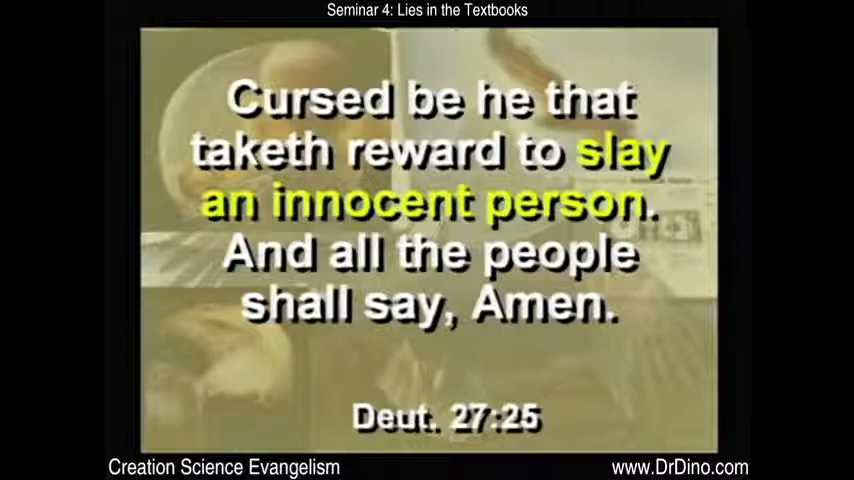 Seminar 4: Lies in the Textbooks
Cursed be he that
taketh reward to slay
an innocent person.
And all the people
shall say, Amen.
Deut. 27:25
Creation Science Evangelism
www.DrDino.com